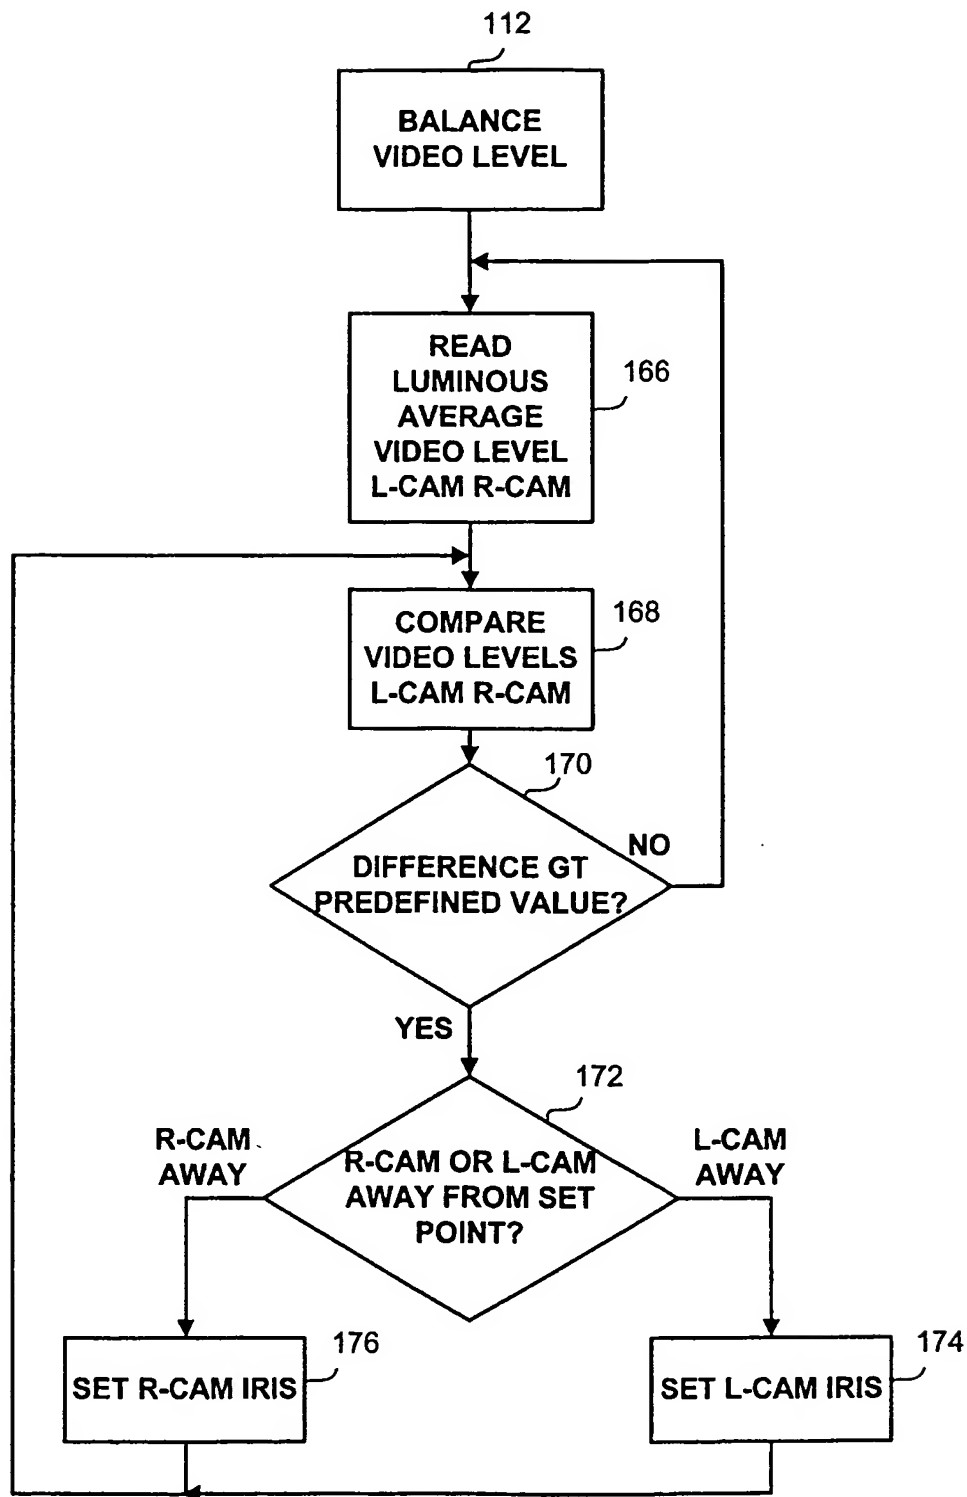 112
BALANCE
VIDEO LEVEL
READ
LUMINOUS
AVERAGE
VIDEO LEVEL
L-CAM R-CAM
166
COMPARE
VIDEO LEVELS
L-CAM R-CAM
168
170
DIFFERENCE GT
PREDEFINED VALUE?
NO
YES
172
R-CAM OR L-CAM
AWAY FROM SET
POINT?
R-CAM
AWAY
L-CAM
AWAY
176
SET R-CAM IRIS
174
SET L-CAM IRIS